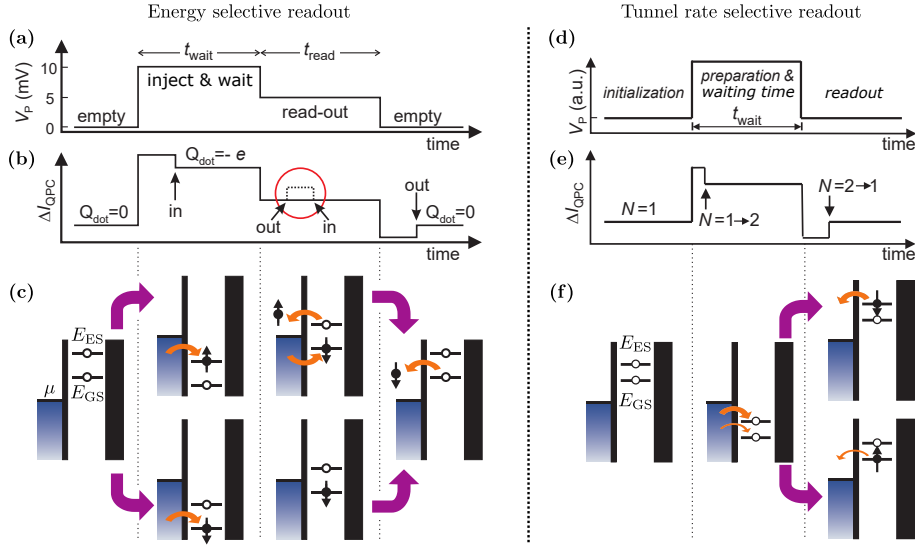 Energy selective readout
(a)
t_wait
t_read
V_P (mV)
10
5
0
inject & wait
empty
read-out
empty
time
(b)
Q_dot=- e
ΔI_QPC
Q_dot=0
in
out
in
out
Q_dot=0
time
(c)
E_ES
μ
E_GS
Tunnel rate selective readout
(d)
V_P (a.u.)
initialization
preparation &
waiting time
readout
t_wait
time
(e)
ΔI_QPC
N=1
N=1→2
N=2→1
time
(f)
E_ES
E_GS